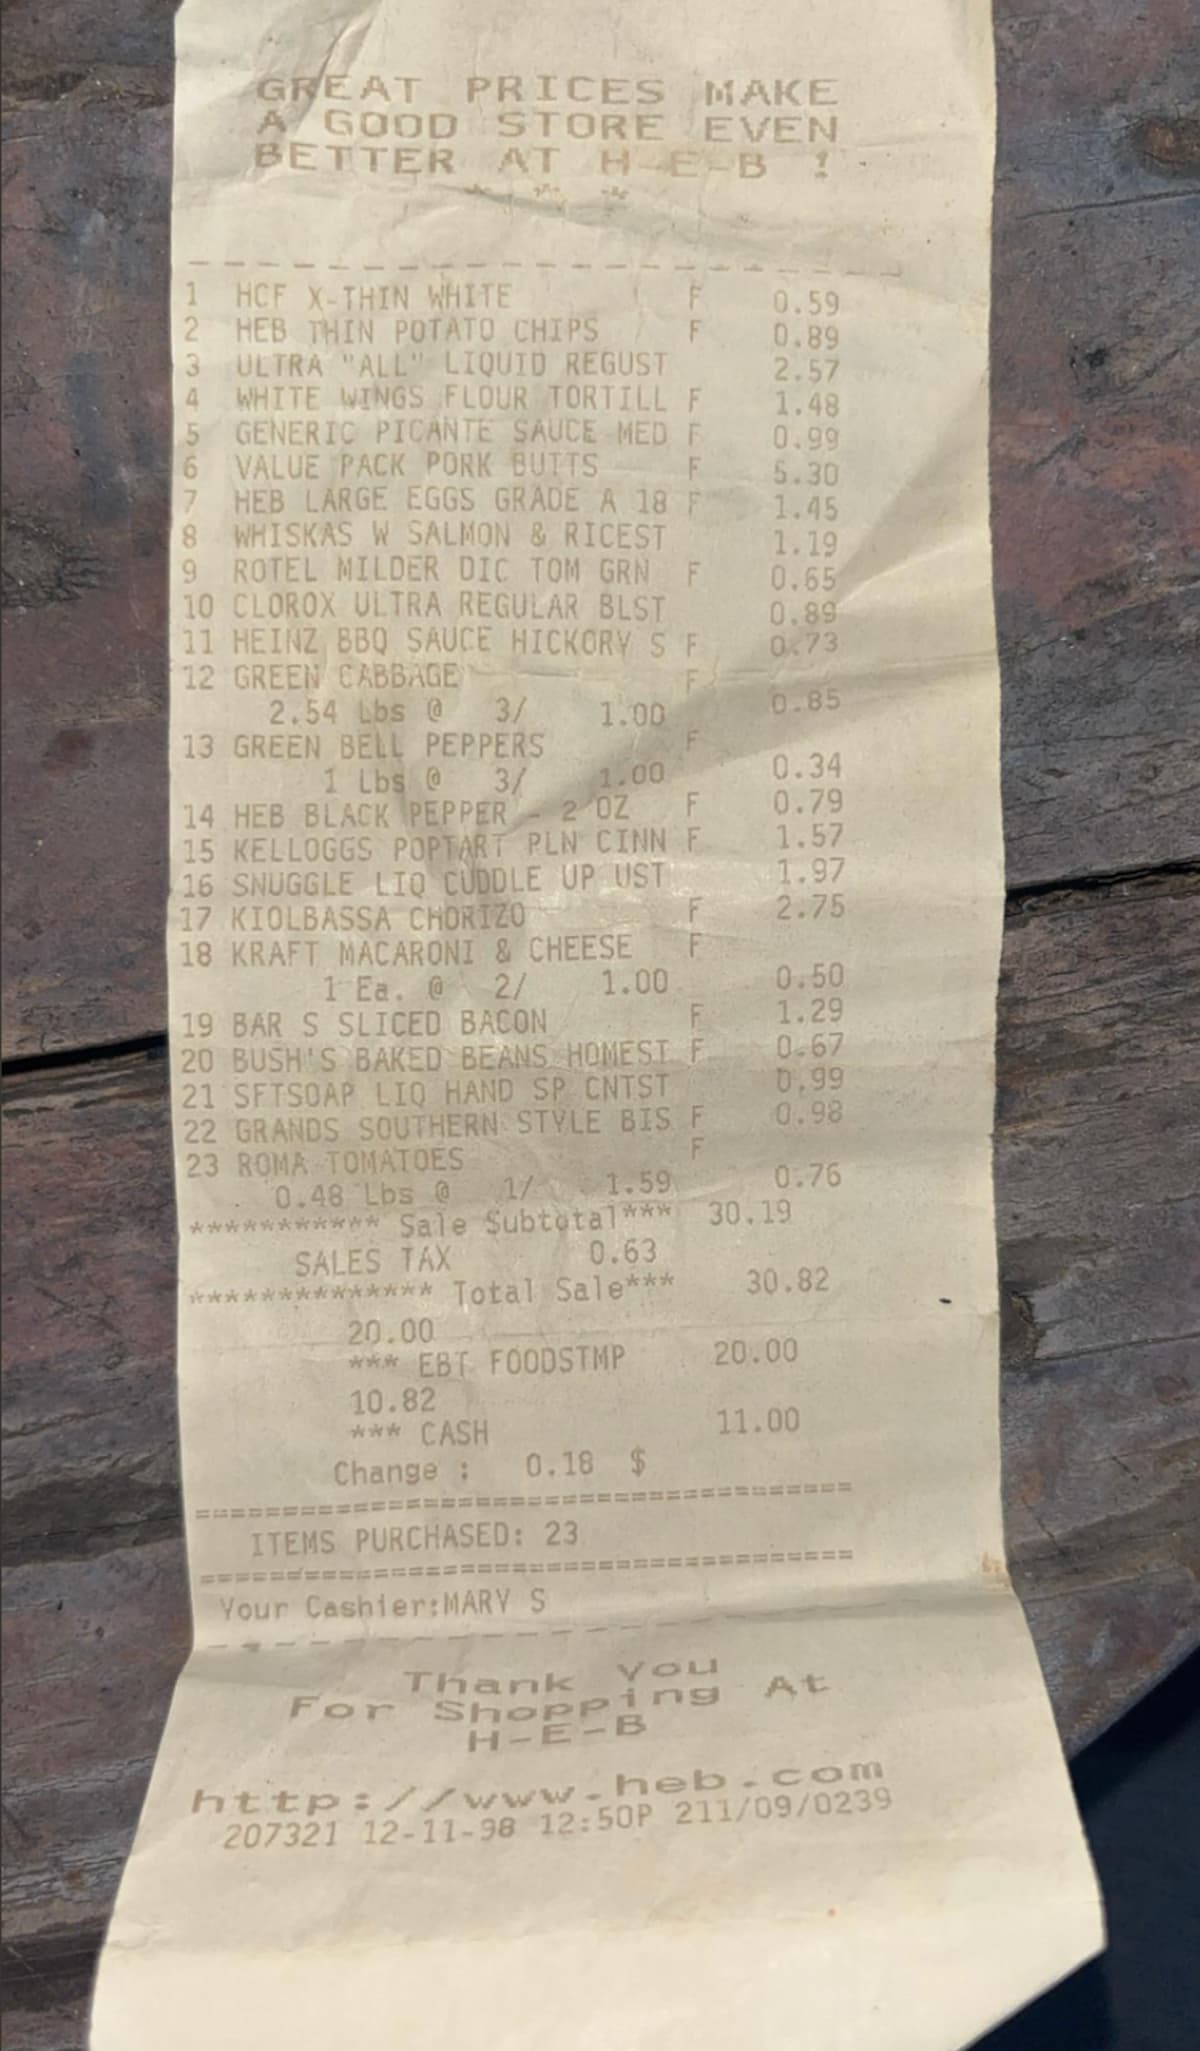 GREAT PRICES MAKE
A GOOD STORE EVEN
BETTER AT H-E-B !
* * *
1 HCF X-THIN WHITE F 0.59
2 HEB THIN POTATO CHIPS F 0.89
3 ULTRA "ALL" LIQUID REGUST 2.57
4 WHITE WINGS FLOUR TORTILL F 1.48
5 GENERIC PICANTE SAUCE MED F 0.99
6 VALUE PACK PORK BUTTS F 5.30
7 HEB LARGE EGGS GRADE A 18 F 1.45
8 WHISKAS W SALMON & RICEST 1.19
9 ROTEL MILDER DIC TOM GRN F 0.65
10 CLOROX ULTRA REGULAR BLST 0.89
11 HEINZ BBQ SAUCE HICKORY S F 0.73
12 GREEN CABBAGE F
2.54 Lbs @ 3/ 1.00 0.85
13 GREEN BELL PEPPERS F
1 Lbs @ 3/ 1.00 0.34
14 HEB BLACK PEPPER - 2 OZ F 0.79
15 KELLOGGS POPTART PLN CINN F 1.57
16 SNUGGLE LIQ CUDDLE UP UST 1.97
17 KIOLBASSA CHORIZO F 2.75
18 KRAFT MACARONI & CHEESE F
1 Ea. @ 2/ 1.00 0.50
19 BAR S SLICED BACON F 1.29
20 BUSH'S BAKED BEANS HOMEST F 0.67
21 SFTSOAP LIQ HAND SP CNTST 0.99
22 GRANDS SOUTHERN STYLE BIS F 0.98
23 ROMA TOMATOES F
0.48 Lbs @ 1/ 1.59 0.76
*********** Sale Subtotal*** 30.19
SALES TAX 0.63
************** Total Sale*** 30.82
20.00
*** EBT FOODSTMP 20.00
10.82
*** CASH 11.00
Change : 0.18 $
ITEMS PURCHASED: 23
Your Cashier:MARY S
Thank You
For Shopping At
H-E-B
http://www.heb.com
207321 12-11-98 12:50P 211/09/0239